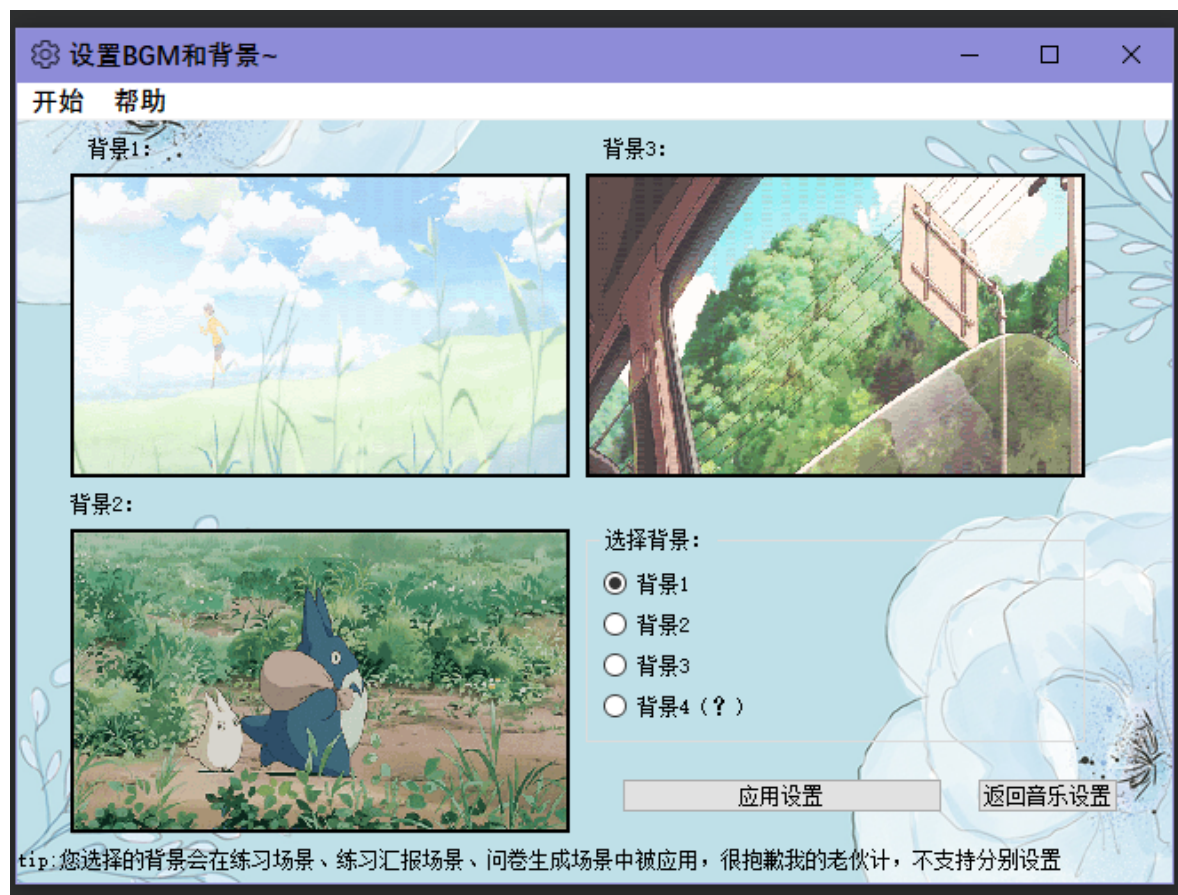 设置BGM和背景~
开始 帮助
背景1:
背景3:
背景2:
选择背景:
背景1
背景2
背景3
背景4（？）
应用设置
返回音乐设置
tip:您选择的背景会在练习场景、练习汇报场景、问卷生成场景中被应用，很抱歉我的老伙计，不支持分别设置